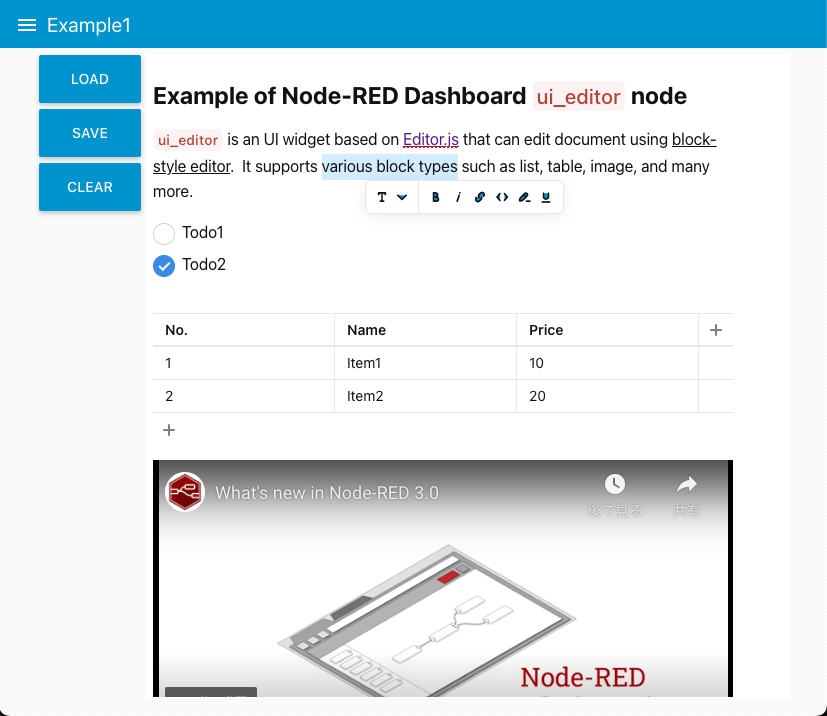 Example1
LOAD
SAVE
CLEAR
Example of Node-RED Dashboard ui_editor node
ui_editor is an UI widget based on Editor.js that can edit document using block-
style editor. It supports various block types such as list, table, image, and many
more.
T B i
Todo1
Todo2
No. Name Price
1 Item1 10
2 Item2 20
What's new in Node-RED 3.0
後で見る 共有
Node-RED